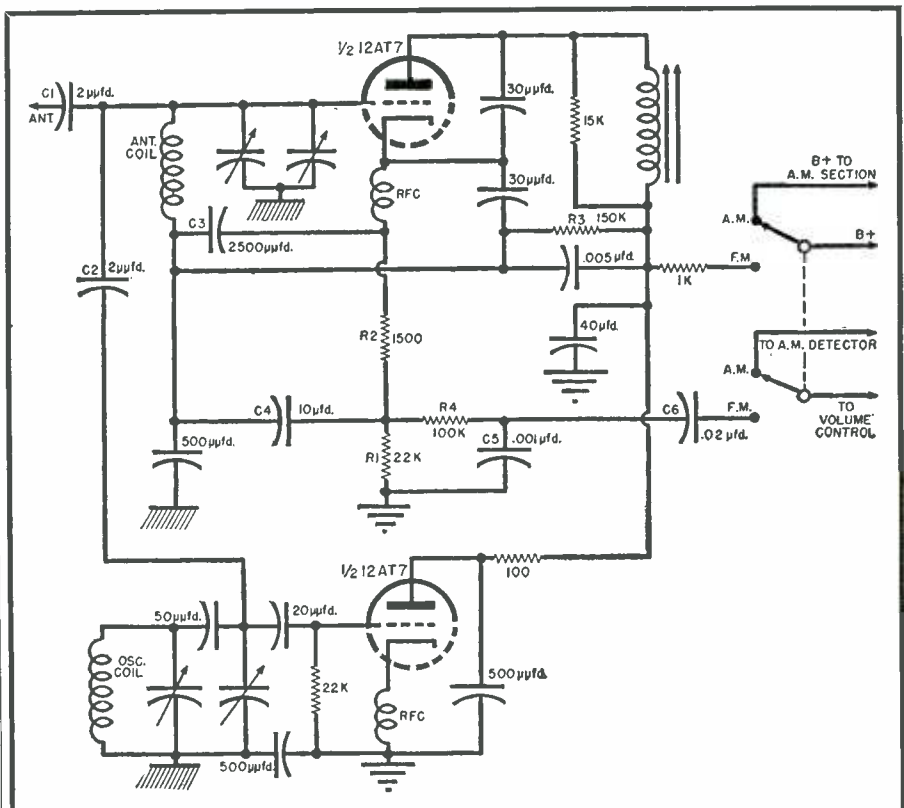 ½ 12AT7
C1
2µµfd.
ANT.
30µµfd.
15K
ANT.
COIL
RFC
30µµfd.
B+ TO
A.M. SECTION
A.M.
B+
C3
2500µµfd.
R3 150K
F.M.
C2
2µµfd.
.005µfd.
1K
R2
1500
40µfd.
TO A.M. DETECTOR
A.M.
C4
10µfd.
R4
100K
C6
F.M.
TO
VOLUME
CONTROL
500µµfd.
R1
22K
C5
.001µfd.
.02µfd.
½ 12AT7
100
50µµfd.
20µµfd.
OSC.
COIL
22K
500µµfd.
RFC
500µµfd.